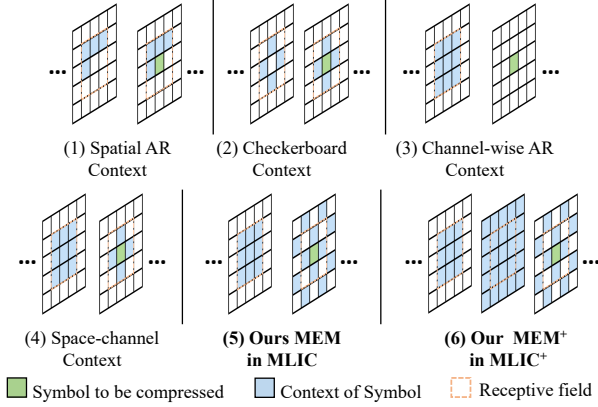 (1) Spatial AR Context
(2) Checkerboard Context
(3) Channel-wise AR Context
(4) Space-channel Context
(5) Ours MEM in MLIC
(6) Our MEM⁺ in MLIC⁺
Symbol to be compressed
Context of Symbol
Receptive field